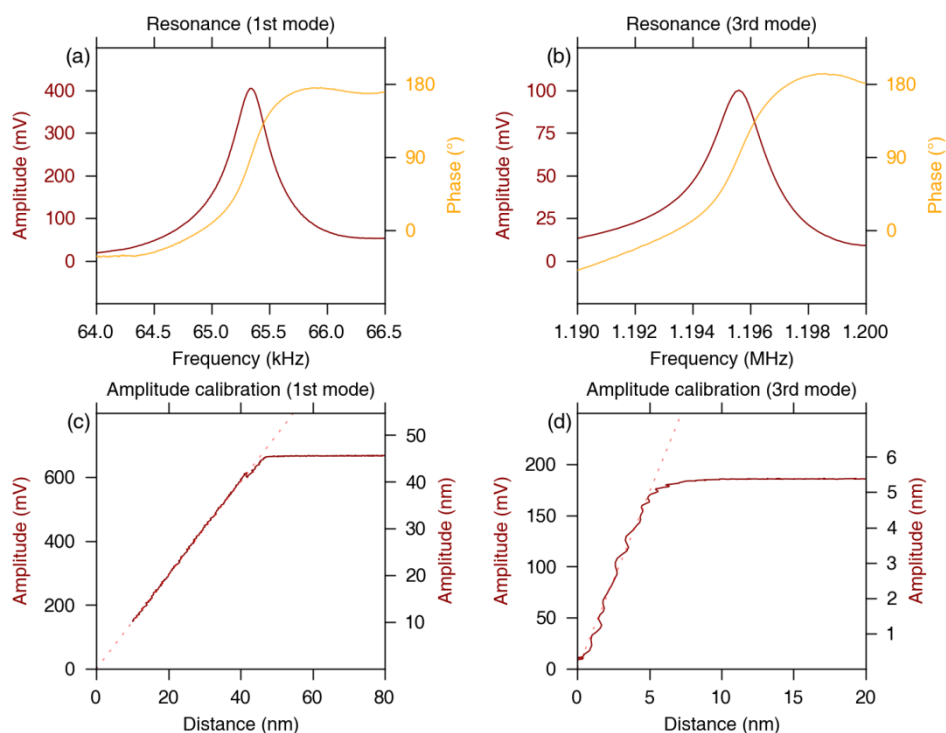 Resonance (1st mode)
(a)
Amplitude (mV)
400
300
200
100
0
180
90
0
Phase (°)
64.0 64.5 65.0 65.5 66.0 66.5
Frequency (kHz)
Resonance (3rd mode)
(b)
Amplitude (mV)
100
75
50
25
0
180
90
0
Phase (°)
1.190 1.192 1.194 1.196 1.198 1.200
Frequency (MHz)
Amplitude calibration (1st mode)
(c)
Amplitude (mV)
600
400
200
0
50
40
30
20
10
Amplitude (nm)
0 20 40 60 80
Distance (nm)
Amplitude calibration (3rd mode)
(d)
Amplitude (mV)
200
150
100
50
0
6
5
4
3
2
1
Amplitude (nm)
0 5 10 15 20
Distance (nm)